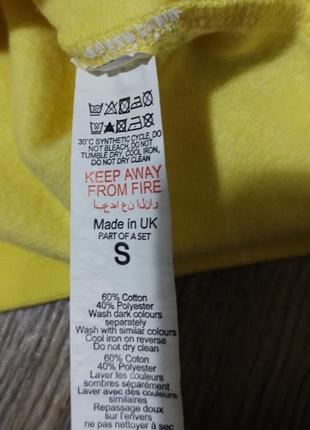 30°C SYNTHETIC CYCLE, DO
NOT BLEACH, DO NOT
TUMBLE DRY, COOL IRON,
DO NOT DRY CLEAN
KEEP AWAY
FROM FIRE
ابعدا عن النار
Made in UK
PART OF A SET
S
60% Cotton
40% Polyester
Wash dark colours
separately
Wash with similar colours
Cool iron on reverse
Do not dry clean
60% Coton
40% Polyester
Laver les couleurs
sombres séparément
Laver avec des couleurs
similaires
Repassage doux
sur l'envers
ne pas nettoyer à sec